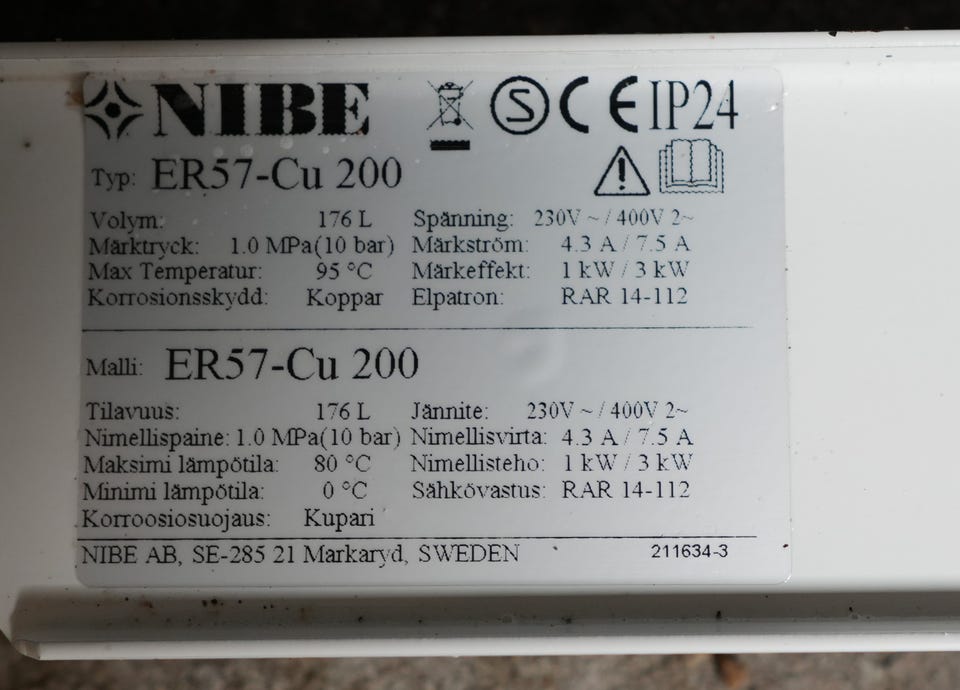 NIBE S CE IP24
Typ: ER57-Cu 200
Volym: 176 L Spänning: 230V ~ / 400V 2~
Märktryck: 1.0 MPa(10 bar) Märkström: 4.3 A / 7.5 A
Max Temperatur: 95 °C Märkeffekt: 1 kW / 3 kW
Korrosionsskydd: Koppar Elpatron: RAR 14-112
Malli: ER57-Cu 200
Tilavuus: 176 L Jännite: 230V ~ / 400V 2~
Nimellispaine: 1.0 MPa(10 bar) Nimellisvirta: 4.3 A / 7.5 A
Maksimi lämpötila: 80 °C Nimellisteho: 1 kW / 3 kW
Minimi lämpötila: 0 °C Sähkövastus: RAR 14-112
Korroosiosuojaus: Kupari
NIBE AB, SE-285 21 Markaryd, SWEDEN 211634-3